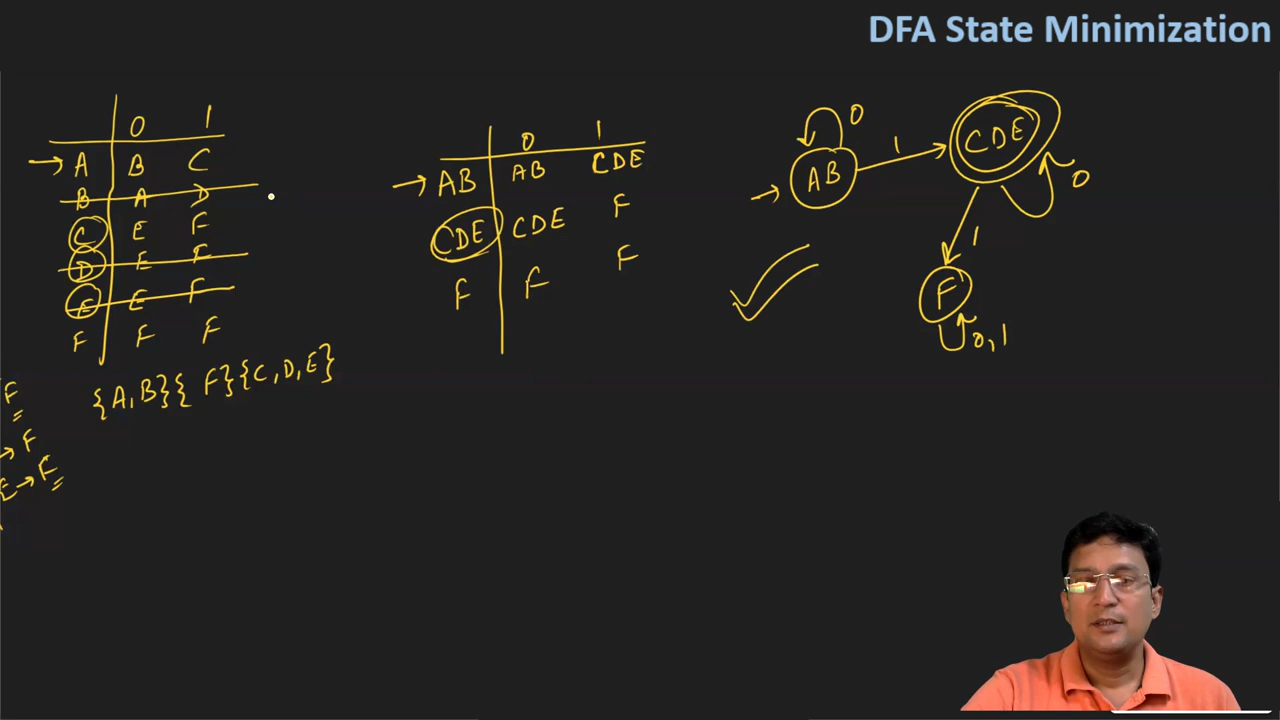 DFA State Minimization
0 1
→ A B C
B A D
C E F
D E F
E E F
F F F
{A,B}{F}{C,D,E}
F
→ F
E → F
0 1
→ AB AB CDE
CDE CDE F
F F F
0
AB
1
CDE
0
1
F
0,1